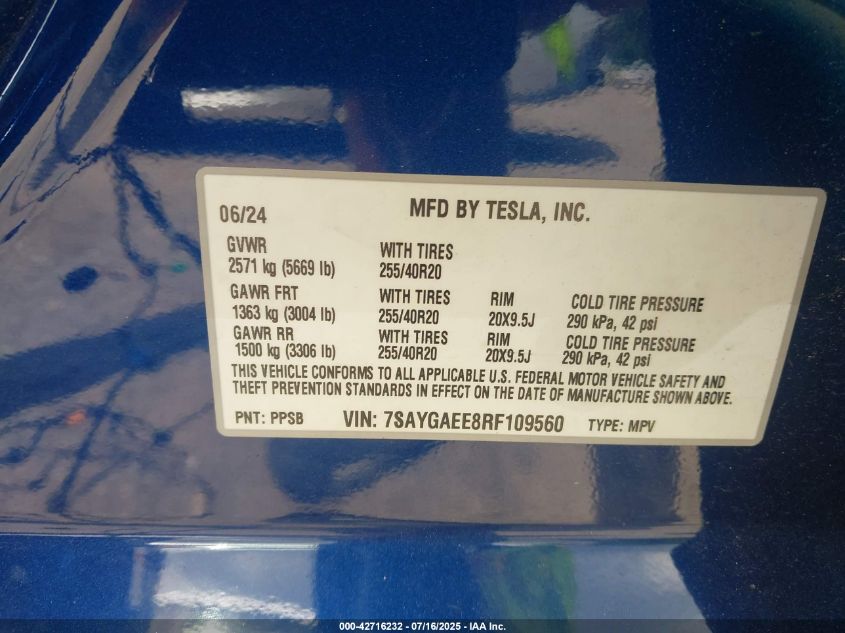 06/24 MFD BY TESLA, INC.
GVWR WITH TIRES
2571 kg (5669 lb) 255/40R20
GAWR FRT WITH TIRES RIM COLD TIRE PRESSURE
1363 kg (3004 lb) 255/40R20 20X9.5J 290 kPa, 42 psi
GAWR RR WITH TIRES RIM COLD TIRE PRESSURE
1500 kg (3306 lb) 255/40R20 20X9.5J 290 kPa, 42 psi
THIS VEHICLE CONFORMS TO ALL APPLICABLE U.S. FEDERAL MOTOR VEHICLE SAFETY AND
THEFT PREVENTION STANDARDS IN EFFECT ON THE DATE OF MANUFACTURE SHOWN ABOVE.
PNT: PPSB VIN: 7SAYGAEE8RF109560 TYPE: MPV
000-42716232 - 07/16/2025 - IAA Inc.